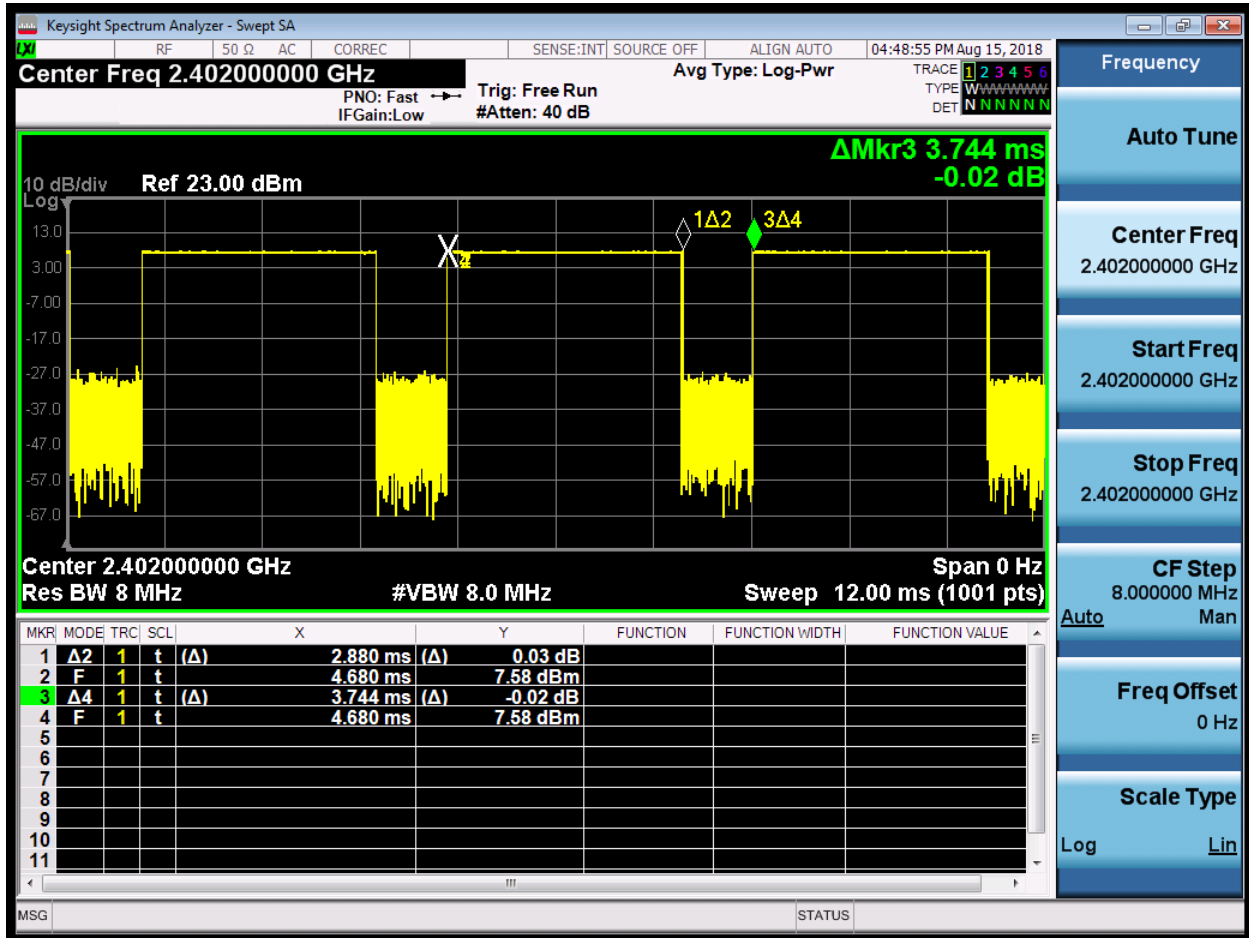 Keysight Spectrum Analyzer - Swept SA
LXI RF 50 Ω AC CORREC SENSE:INT SOURCE OFF ALIGN AUTO 04:48:55 PM Aug 15, 2018
Center Freq 2.402000000 GHz
PNO: Fast
IFGain:Low
Trig: Free Run
#Atten: 40 dB
Avg Type: Log-Pwr
TRACE 1 2 3 4 5 6
TYPE WWWWWW
DET N N N N N N
ΔMkr3 3.744 ms
-0.02 dB
10 dB/div Ref 23.00 dBm
Log
13.0
3.00
-7.00
-17.0
-27.0
-37.0
-47.0
-57.0
-67.0
X
1Δ2
3Δ4
Center 2.402000000 GHz Span 0 Hz
Res BW 8 MHz #VBW 8.0 MHz Sweep 12.00 ms (1001 pts)
MKR MODE TRC SCL X Y FUNCTION FUNCTION WIDTH FUNCTION VALUE
1 Δ2 1 t (Δ) 2.880 ms (Δ) 0.03 dB
2 F 1 t 4.680 ms 7.58 dBm
3 Δ4 1 t (Δ) 3.744 ms (Δ) -0.02 dB
4 F 1 t 4.680 ms 7.58 dBm
5
6
7
8
9
10
11
MSG STATUS
Frequency
Auto Tune
Center Freq
2.402000000 GHz
Start Freq
2.402000000 GHz
Stop Freq
2.402000000 GHz
CF Step
8.000000 MHz
Auto Man
Freq Offset
0 Hz
Scale Type
Log Lin